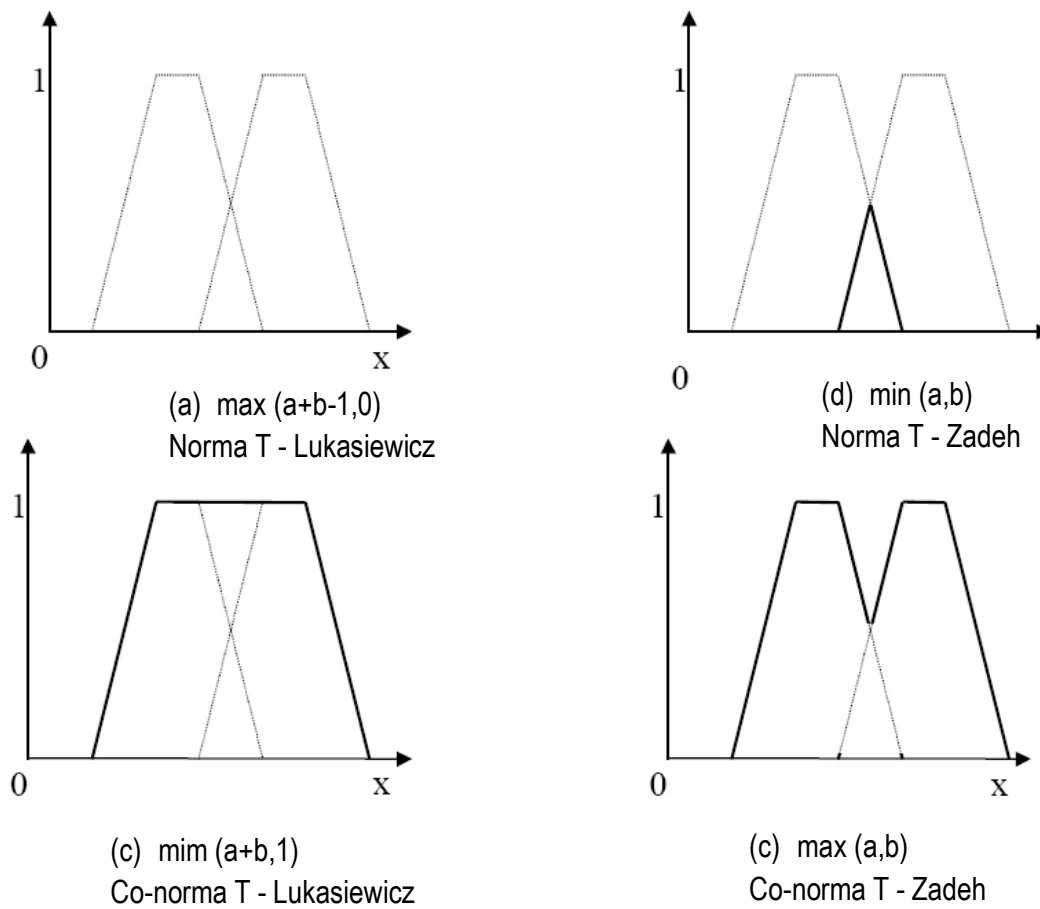 1
0
x
(a) max (a+b-1,0)
Norma T - Lukasiewicz
1
0
(d) min (a,b)
Norma T - Zadeh
1
0
x
(c) mim (a+b,1)
Co-norma T - Lukasiewicz
1
0
x
(c) max (a,b)
Co-norma T - Zadeh